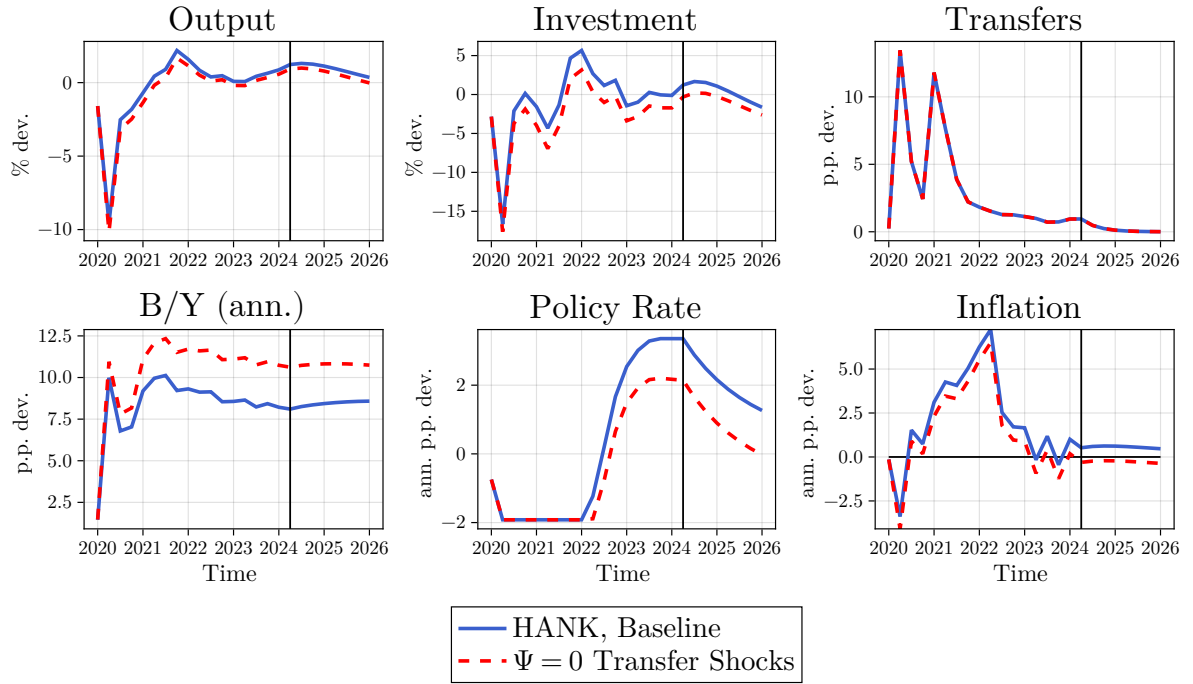 Output
% dev.
0
−5
−10
2020 2021 2022 2023 2024 2025 2026
Investment
% dev.
5
0
−5
−10
−15
2020 2021 2022 2023 2024 2025 2026
Transfers
p.p. dev.
10
5
0
2020 2021 2022 2023 2024 2025 2026
B/Y (ann.)
p.p. dev.
12.5
10.0
7.5
5.0
2.5
2020 2021 2022 2023 2024 2025 2026
Time
Policy Rate
ann. p.p. dev.
2
0
−2
2020 2021 2022 2023 2024 2025 2026
Time
Inflation
ann. p.p. dev.
5.0
2.5
0.0
−2.5
2020 2021 2022 2023 2024 2025 2026
Time
HANK, Baseline
Ψ = 0 Transfer Shocks